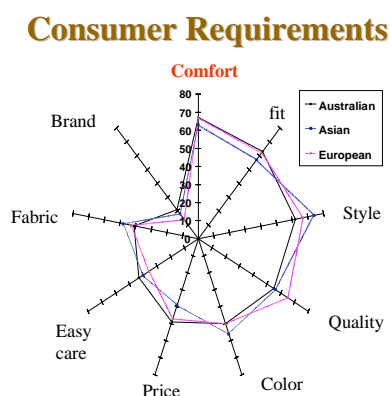 Consumer Requirements
Comfort
80
70
60
50
40
30
20
10
0
fit
Style
Quality
Color
Price
Easy
care
Fabric
Brand
Australian
Asian
European